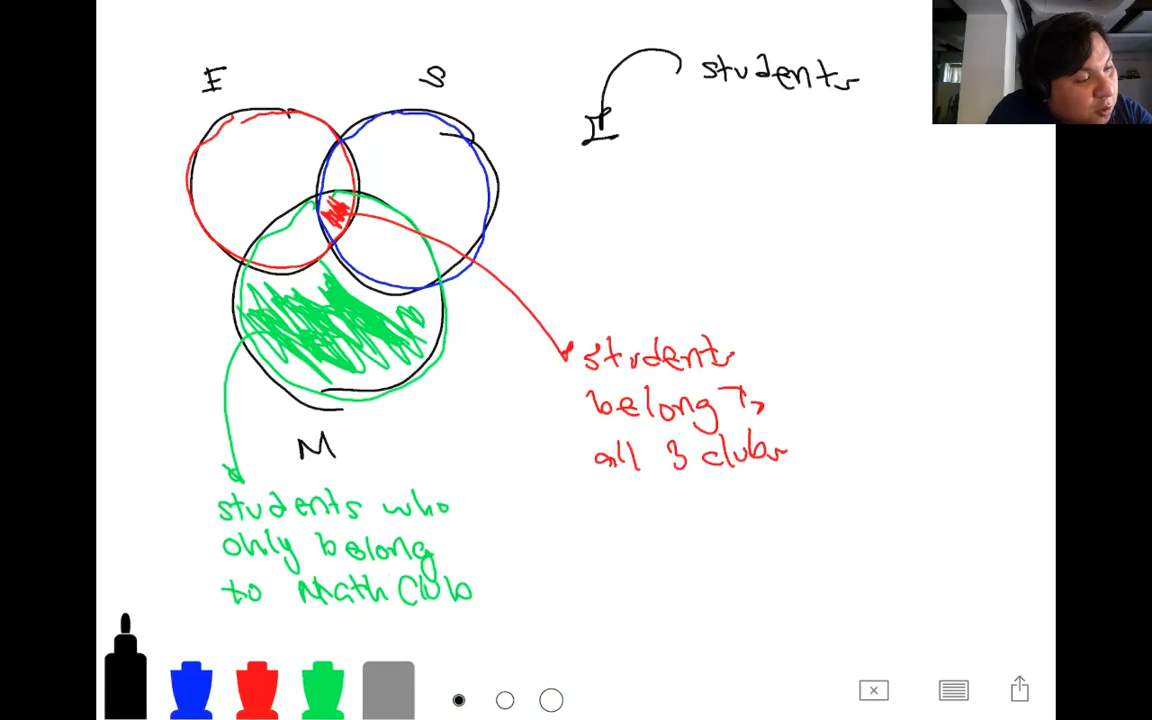 E
S
students
I
M
students
belong to
all 3 clubs
students who
only belong
to Math Club